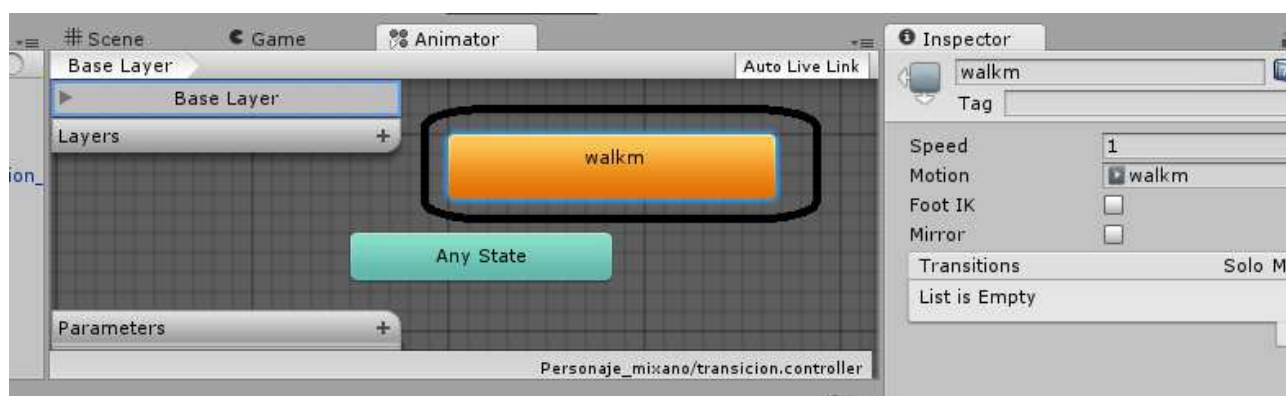 Scene Game Animator Inspector
Base Layer Auto Live Link walkm
Base Layer Tag
Layers
walkm
Speed 1
Motion walkm
Foot IK
Mirror
ion_
Any State
Transitions Solo M
List is Empty
Parameters
Personaje_mixano/transicion.controller